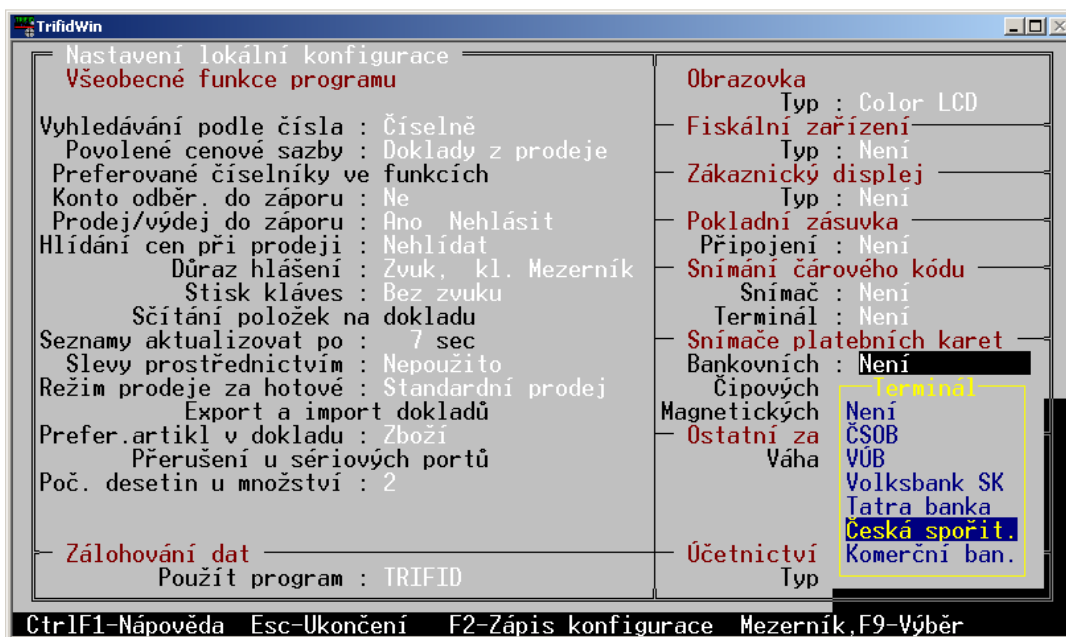 TrifidWin
Nastavení lokální konfigurace
Všeobecné funkce programu
Vyhledávání podle čísla : Číselně
Povolené cenové sazby : Doklady z prodeje
Preferované číselníky ve funkcích
Konto odběr. do záporu : Ne
Prodej/výdej do záporu : Ano Nehlásit
Hlídání cen při prodeji : Nehlídat
Důraz hlášení : Zvuk, kl. Mezerník
Stisk kláves : Bez zvuku
Sčítání položek na dokladu
Seznamy aktualizovat po : 7 sec
Slevy prostřednictvím : Nepoužito
Režim prodeje za hotové : Standardní prodej
Export a import dokladů
Prefer.artikl v dokladu : Zboží
Přerušení u sériových portů
Poč. desetin u množství : 2
Zálohování dat
Použít program : TRIFID
Obrazovka
Typ : Color LCD
Fiskální zařízení
Typ : Není
Zákaznický displej
Typ : Není
Pokladní zásuvka
Připojení : Není
Snímání čárového kódu
Snímač : Není
Terminál : Není
Snímače platebních karet
Bankovních : Není
Čipových
Magnetických
Ostatní za
Váha
Účetnictví
Typ
Terminál
Není
ČSOB
VÚB
Volksbank SK
Tatra banka
Česká spořit.
Komerční ban.
CtrlF1-Nápověda Esc-Ukončení F2-Zápis konfigurace Mezerník,F9-Výběr